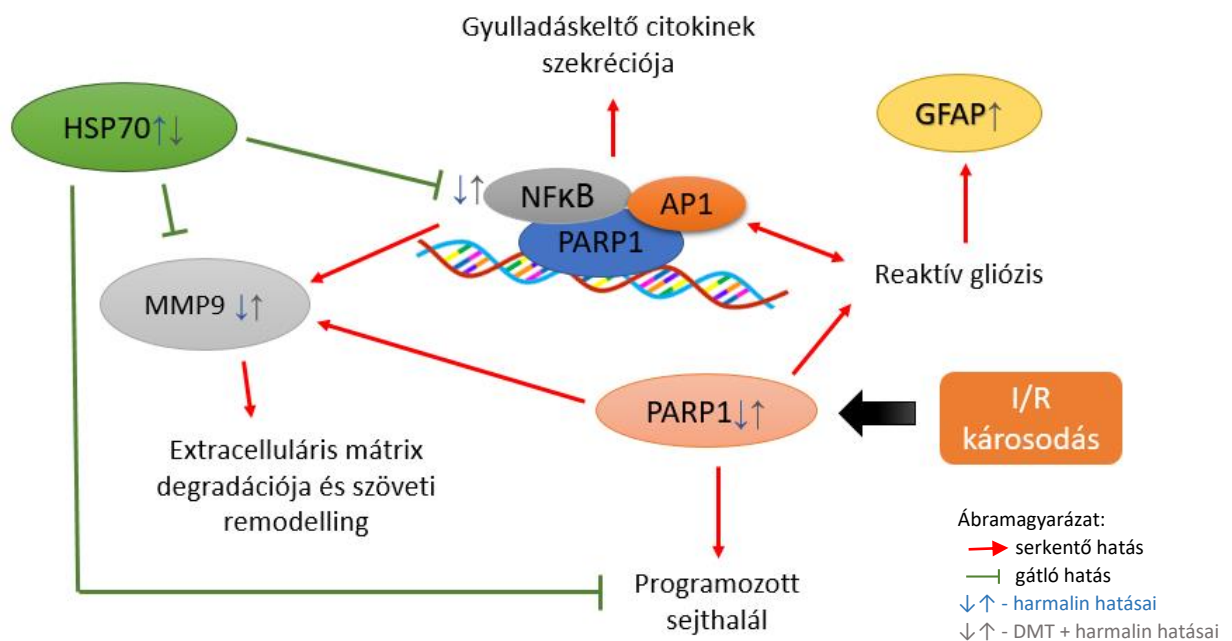 Gyulladáskeltő citokinek
szekréciója
HSP70↑↓
GFAP↑
↓↑
NFκB
AP1
PARP1
Reaktív gliózis
MMP9 ↓↑
PARP1↓↑
I/R
károsodás
Extracelluláris mátrix
degradációja és szöveti
remodelling
Programozott
sejthalál
Ábramagyarázat:
serkentő hatás
gátló hatás
↓↑ - harmalin hatásai
↓↑ - DMT + harmalin hatásai